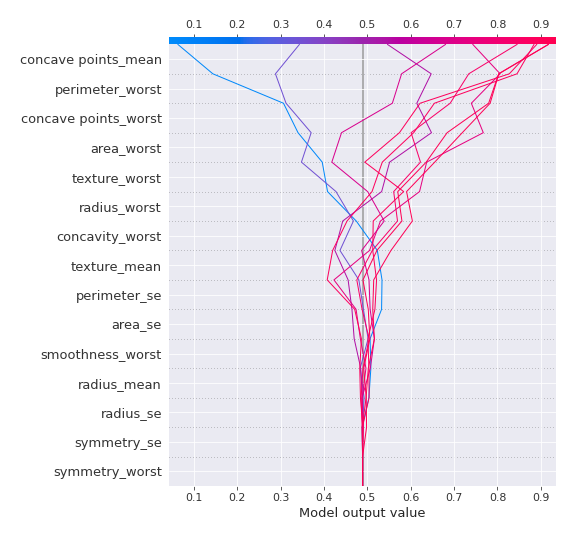 0.1 0.2 0.3 0.4 0.5 0.6 0.7 0.8 0.9
concave points_mean
perimeter_worst
concave points_worst
area_worst
texture_worst
radius_worst
concavity_worst
texture_mean
perimeter_se
area_se
smoothness_worst
radius_mean
radius_se
symmetry_se
symmetry_worst
0.1 0.2 0.3 0.4 0.5 0.6 0.7 0.8 0.9
Model output value